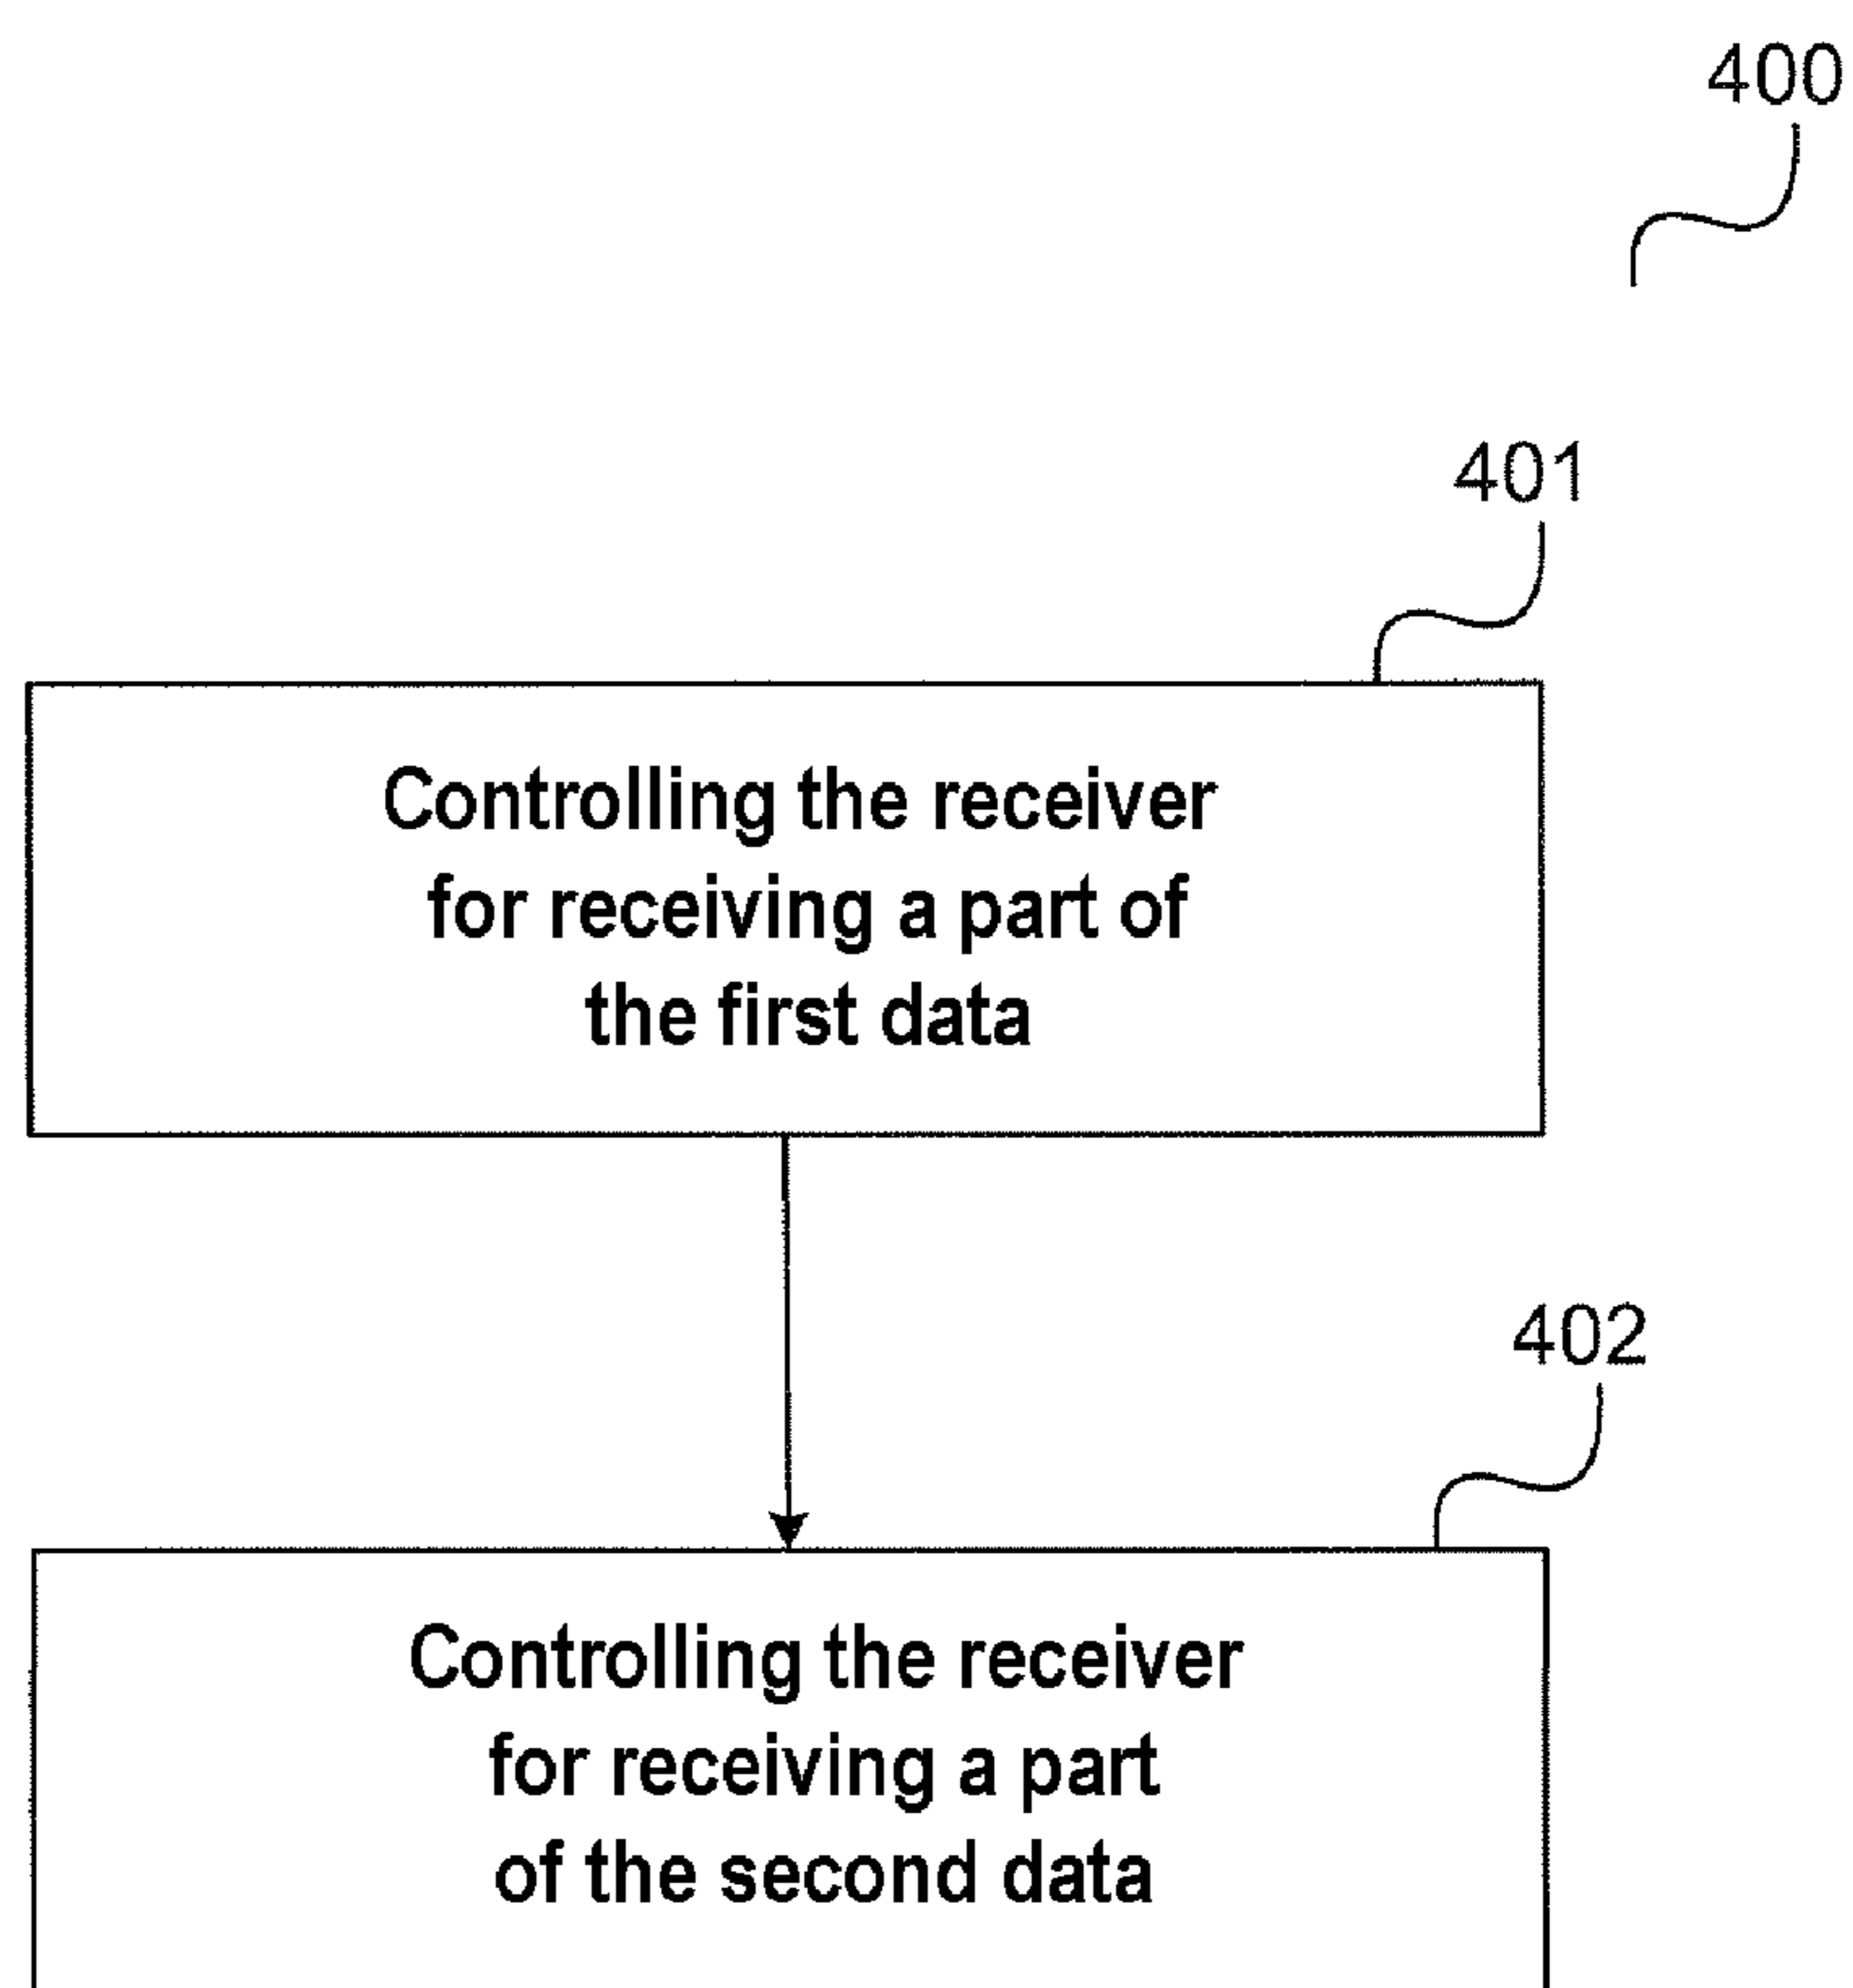 400
401
Controlling the receiver
for receiving a part of
the first data
402
Controlling the receiver
for receiving a part
of the second data